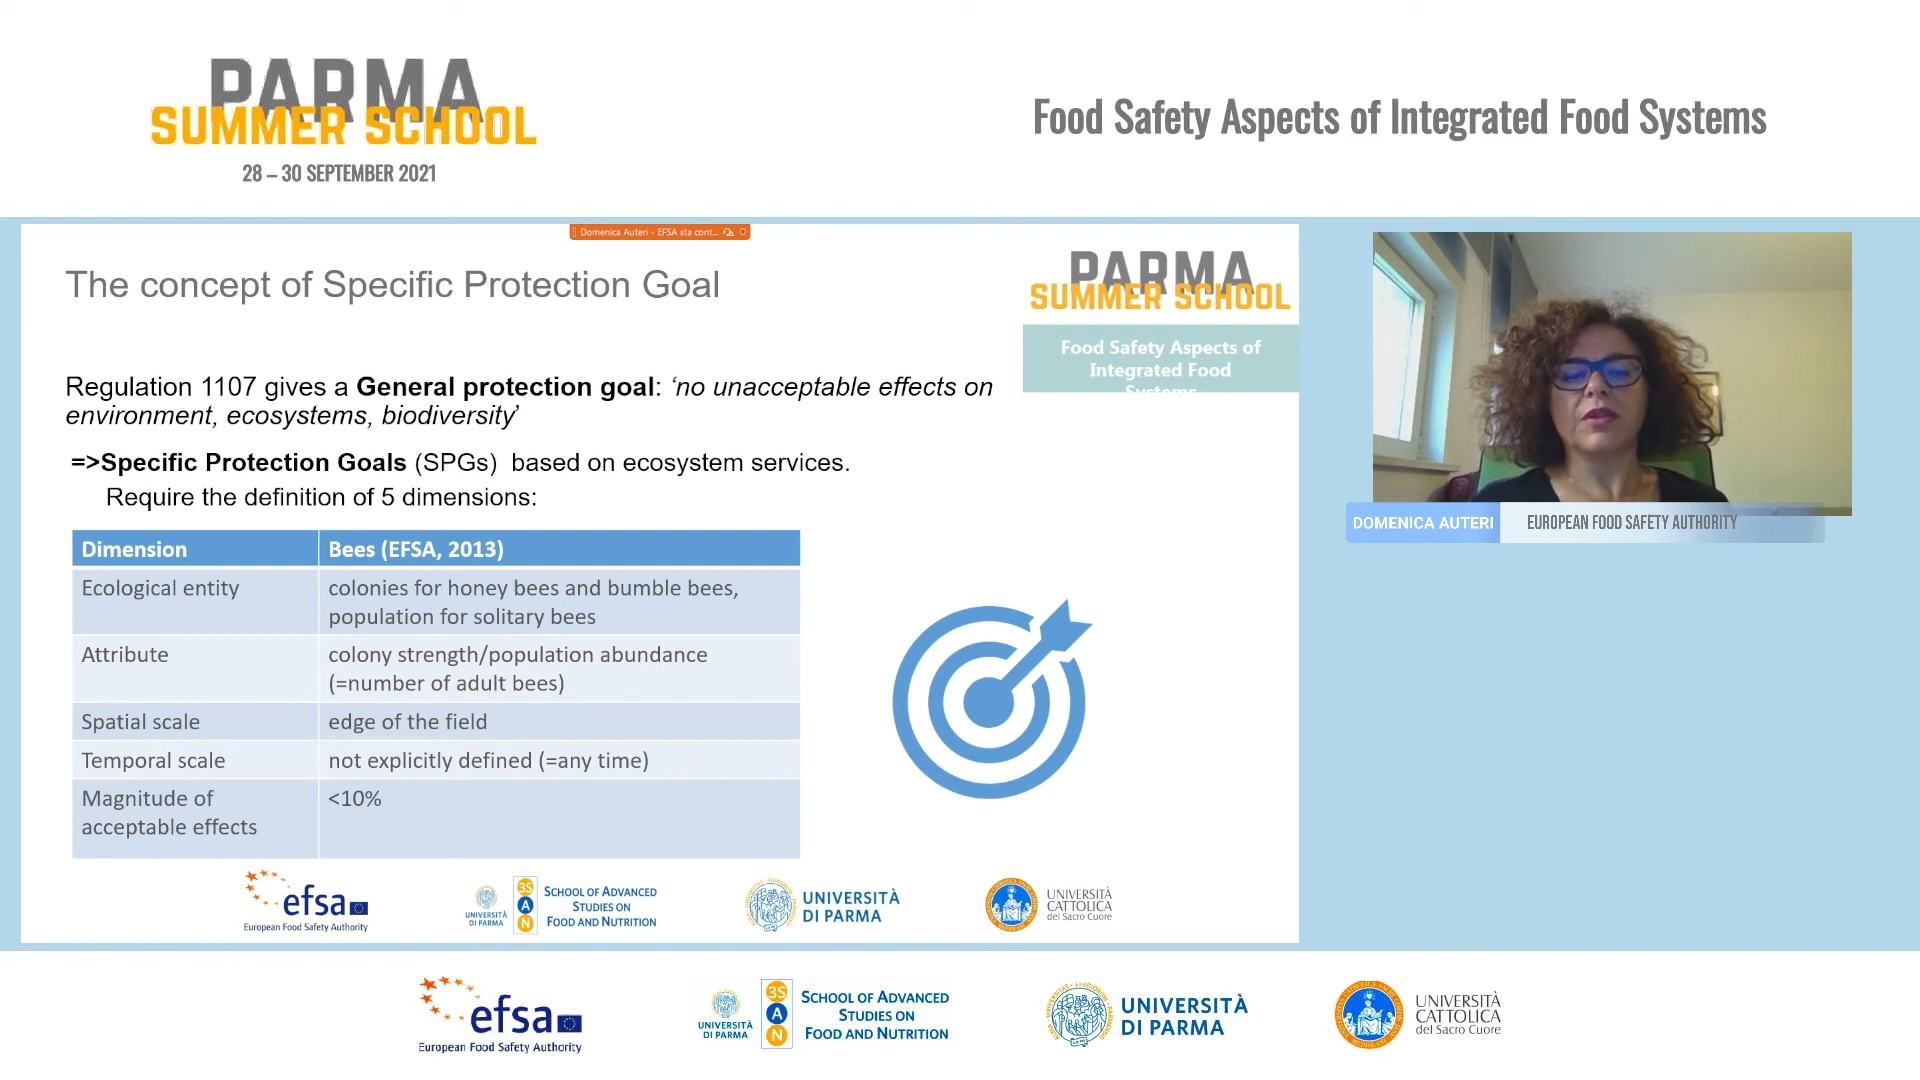 PARMA
SUMMER SCHOOL
28 – 30 SEPTEMBER 2021
Food Safety Aspects of Integrated Food Systems
Domenica Auteri - EFSA sta cont...
The concept of Specific Protection Goal
PARMA
SUMMER SCHOOL
Food Safety Aspects of
Integrated Food
Systems
Regulation 1107 gives a General protection goal: ‘no unacceptable effects on
environment, ecosystems, biodiversity’
=>Specific Protection Goals (SPGs) based on ecosystem services.
Require the definition of 5 dimensions:
Dimension Bees (EFSA, 2013)
Ecological entity colonies for honey bees and bumble bees,
population for solitary bees
Attribute colony strength/population abundance
(=number of adult bees)
Spatial scale edge of the field
Temporal scale not explicitly defined (=any time)
Magnitude of <10%
acceptable effects
DOMENICA AUTERI EUROPEAN FOOD SAFETY AUTHORITY
efsa
European Food Safety Authority
UNIVERSITÀ
DI PARMA
3S
A
N
SCHOOL OF ADVANCED
STUDIES ON
FOOD AND NUTRITION
UNIVERSITÀ
DI PARMA
UNIVERSITÀ
CATTOLICA
del Sacro Cuore
efsa
European Food Safety Authority
UNIVERSITÀ
DI PARMA
3S
A
N
SCHOOL OF ADVANCED
STUDIES ON
FOOD AND NUTRITION
UNIVERSITÀ
DI PARMA
UNIVERSITÀ
CATTOLICA
del Sacro Cuore